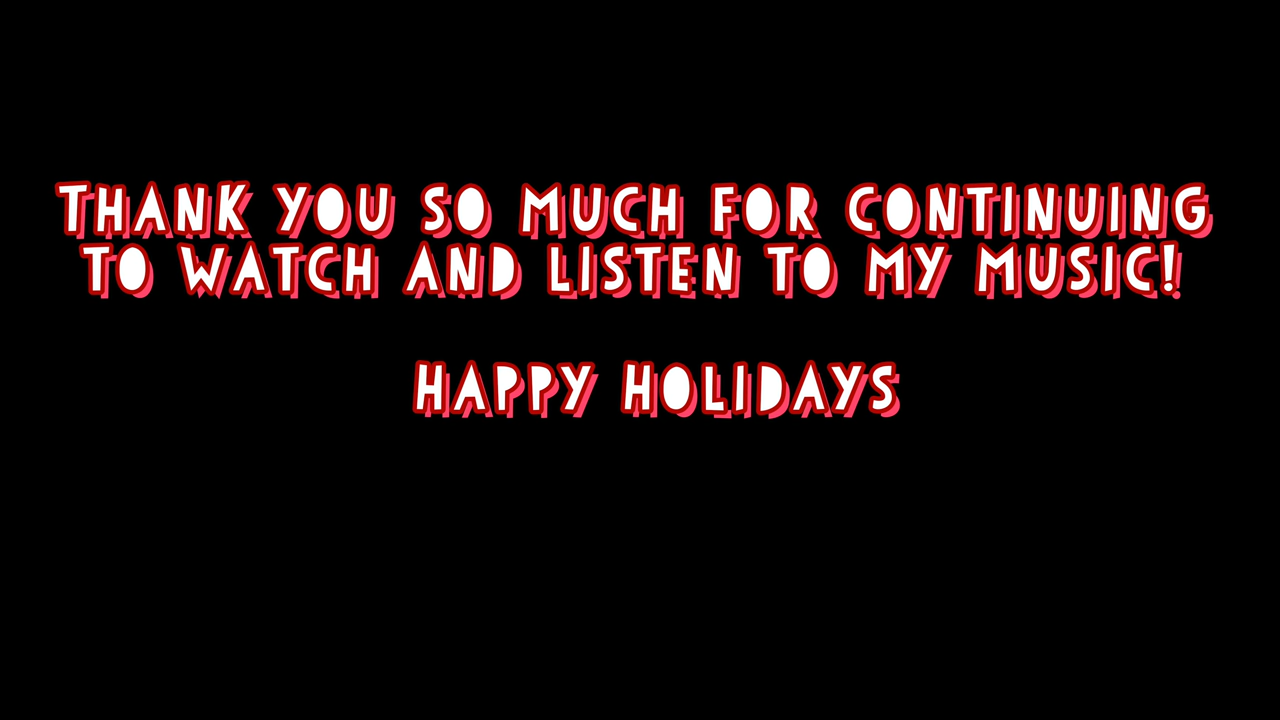 THANK YOU SO MUCH FOR CONTINUING
TO WATCH AND LISTEN TO MY MUSIC!
HAPPY HOLIDAYS